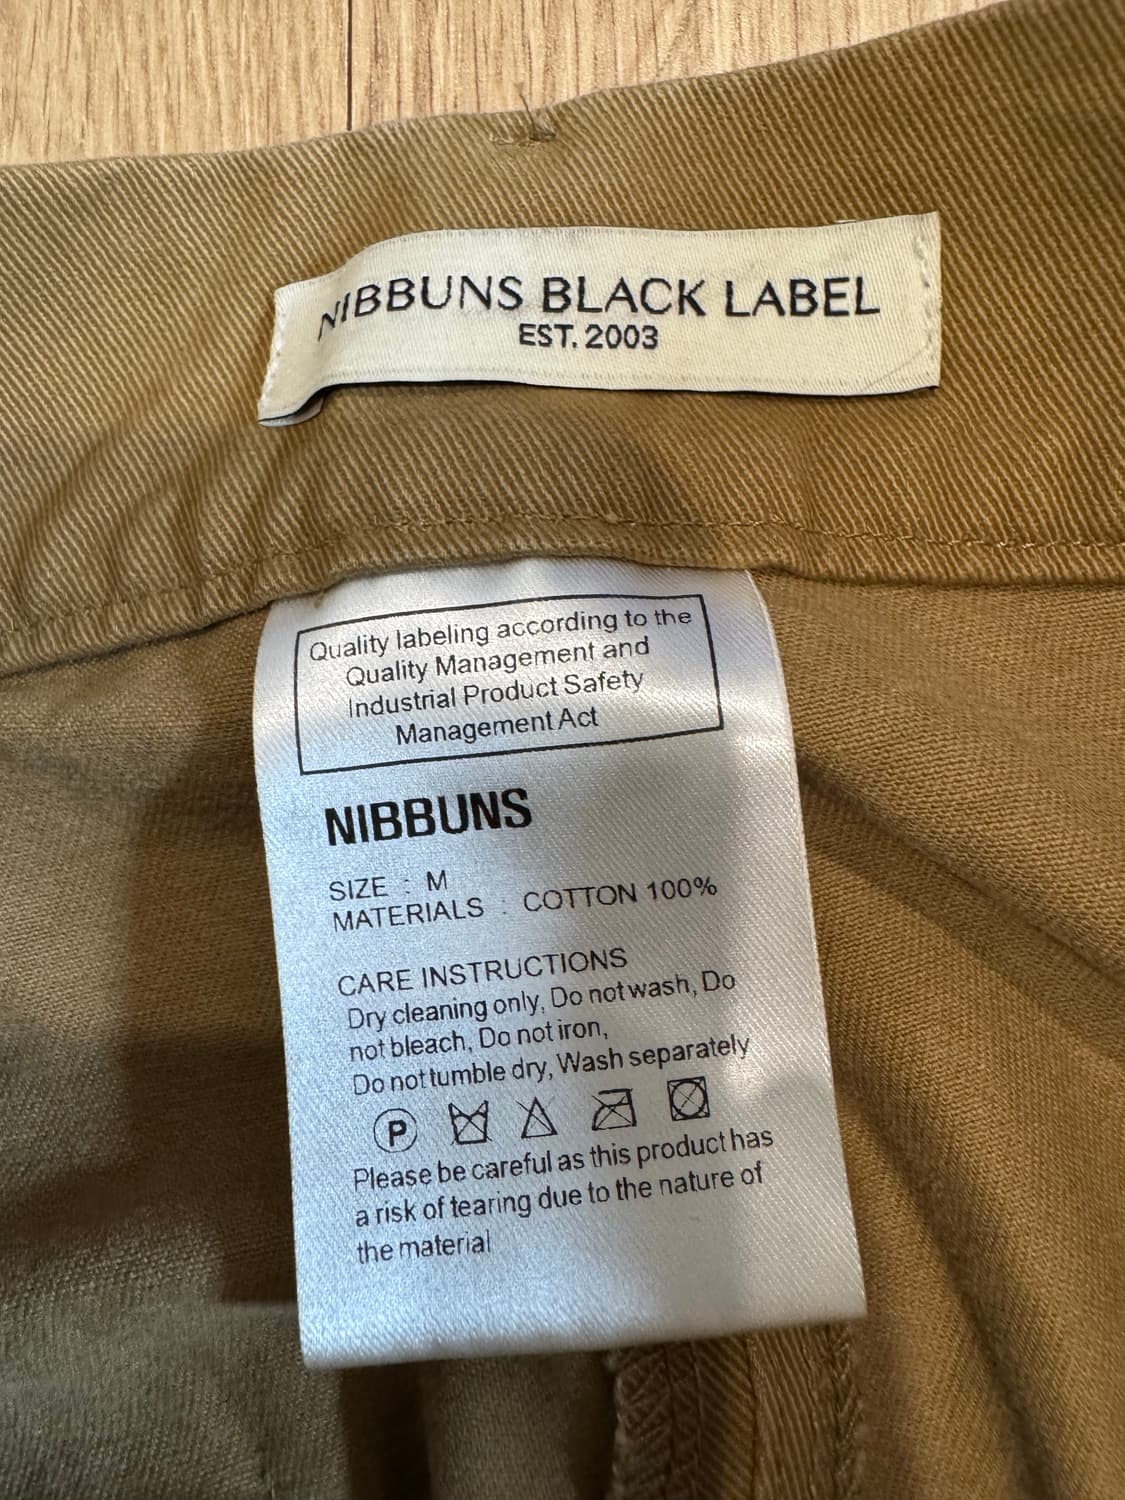 NIBBUNS BLACK LABEL
EST. 2003
Quality labeling according to the
Quality Management and
Industrial Product Safety
Management Act
NIBBUNS
SIZE : M
MATERIALS : COTTON 100%
CARE INSTRUCTIONS
Dry cleaning only, Do not wash, Do
not bleach, Do not iron,
Do not tumble dry, Wash separately
P
Please be careful as this product has
a risk of tearing due to the nature of
the material